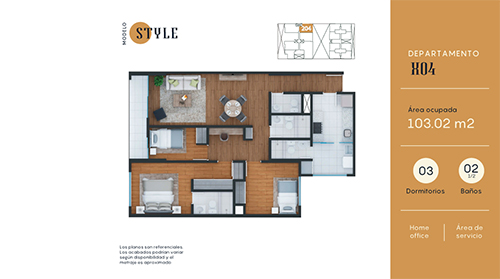 MODELO
STYLE
204
DEPARTAMENTO
X04
Área ocupada
103.02 m2
03
02
1/2
Dormitorios
Baños
Home
office
Área de
servicio
Los planos son referenciales
Los acabados podrían variar
según disponibilidad y el
metraje es aproximado